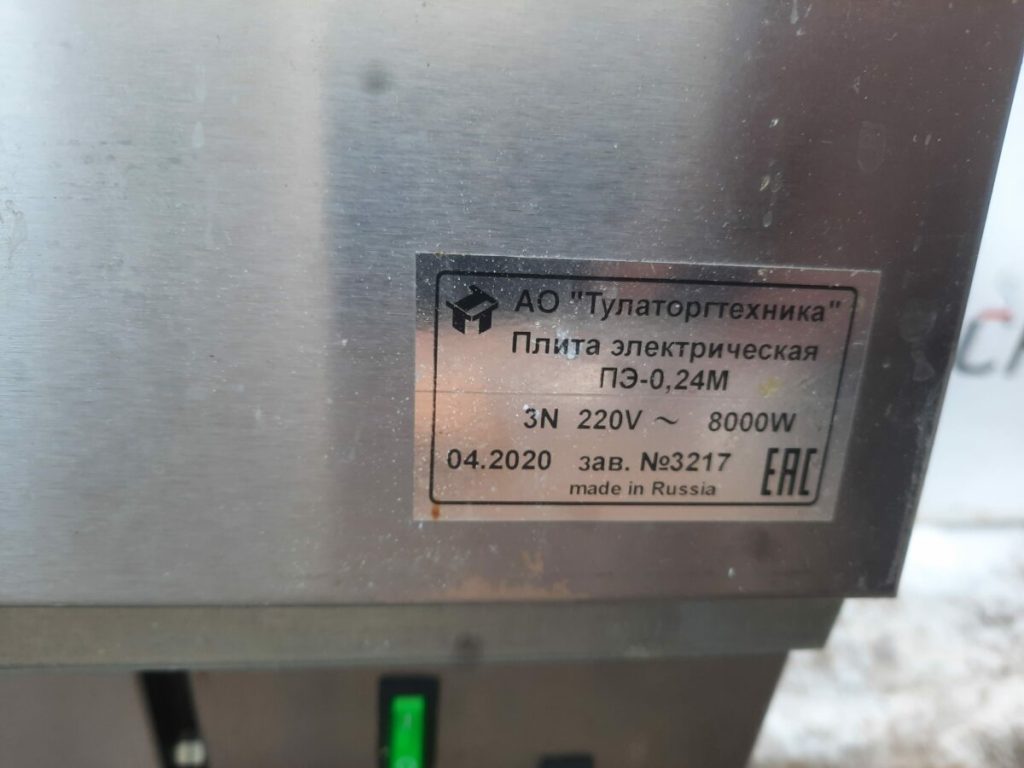 АО "Тулаторгтехника"
Плита электрическая
ПЭ-0,24М
3N 220V ~ 8000W
04.2020 зав. №3217
made in Russia
EAC